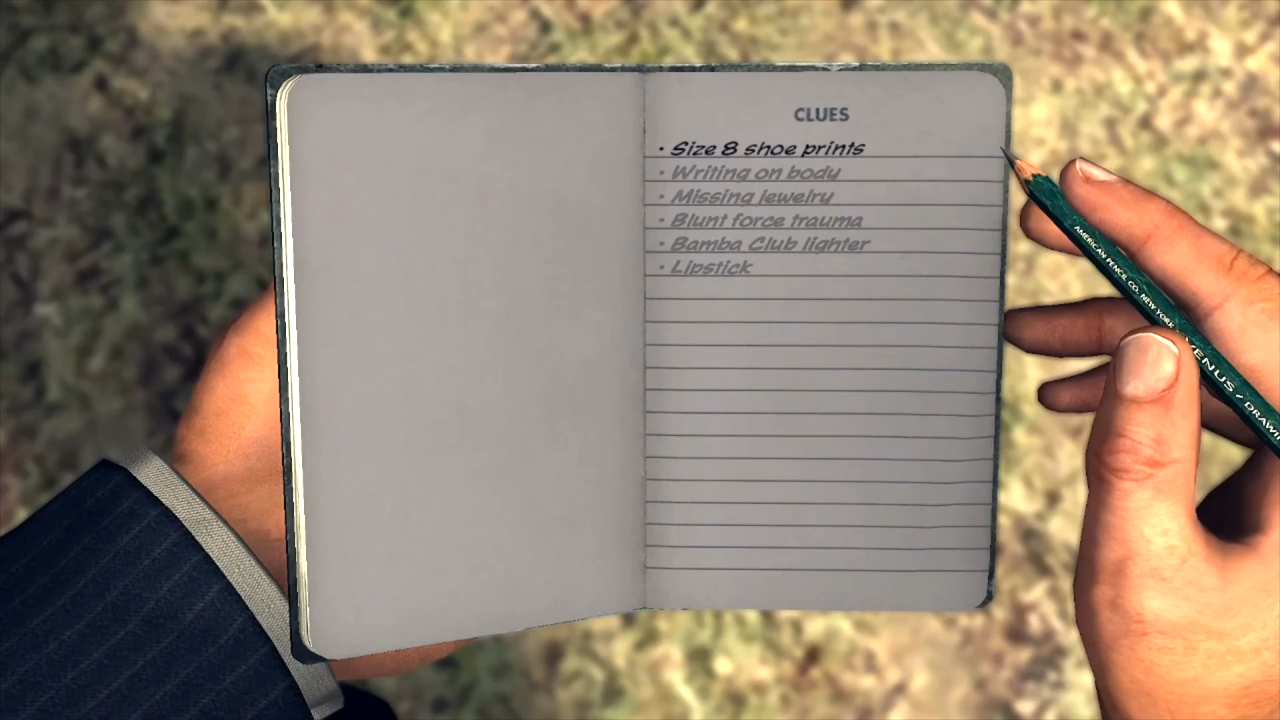 CLUES
· Size 8 shoe prints
· Writing on body
· Missing jewelry
· Blunt force trauma
· Bamba Club lighter
· Lipstick
AMERICAN PENCIL CO. NEW YORK VENUS / DRAWI